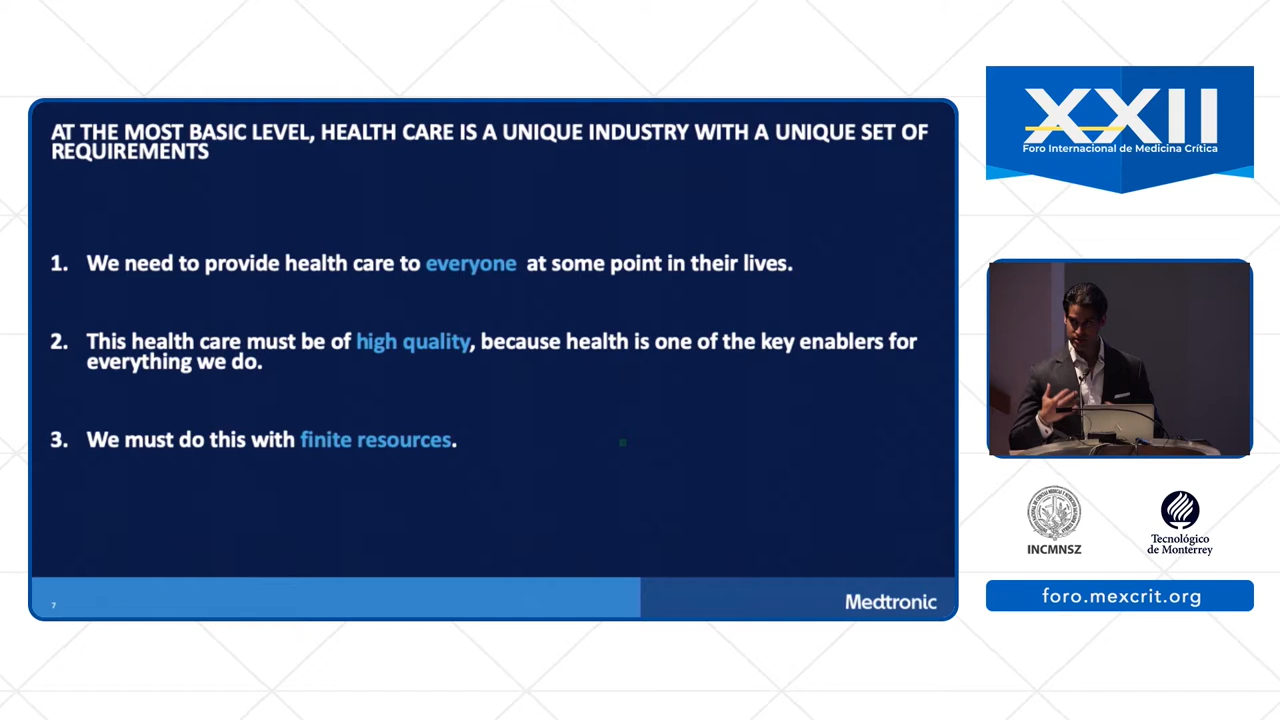 AT THE MOST BASIC LEVEL, HEALTH CARE IS A UNIQUE INDUSTRY WITH A UNIQUE SET OF
REQUIREMENTS
1. We need to provide health care to everyone at some point in their lives.
2. This health care must be of high quality, because health is one of the key enablers for
everything we do.
3. We must do this with finite resources.
7
Medtronic
XXII
Foro Internacional de Medicina Crítica
INCMNSZ
Tecnológico
de Monterrey
foro.mexcrit.org